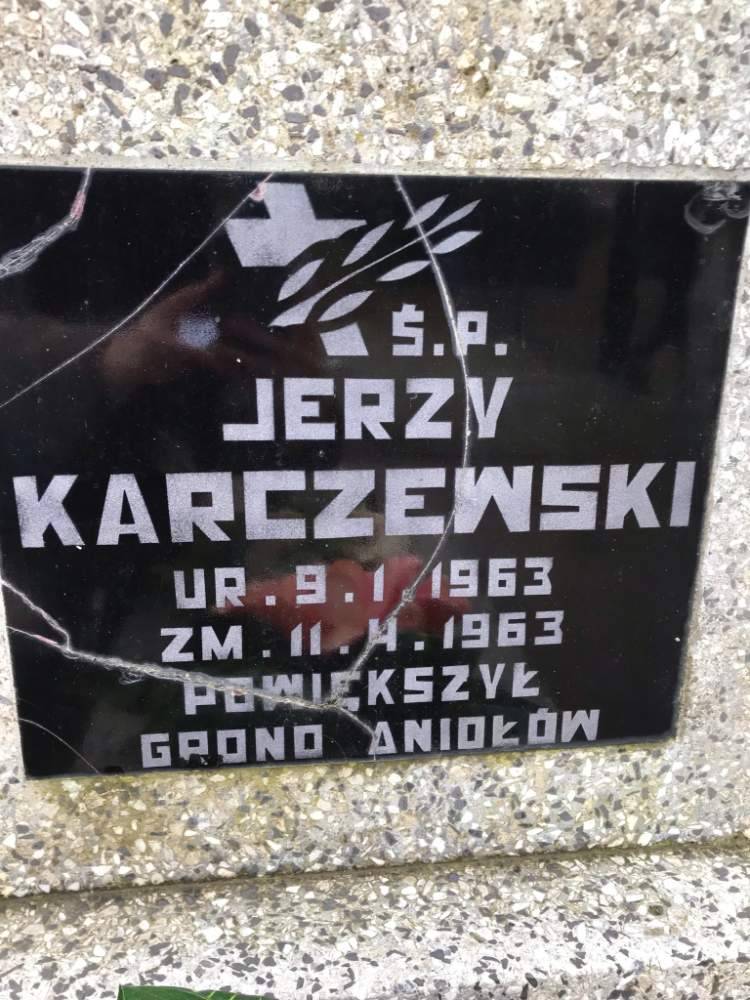 Ś.P.
JERZY
KARCZEWSKI
UR. 9. 1. 1963
ZM. 11. 4. 1963
POWIĘKSZYŁ
GRONO ANIOŁÓW